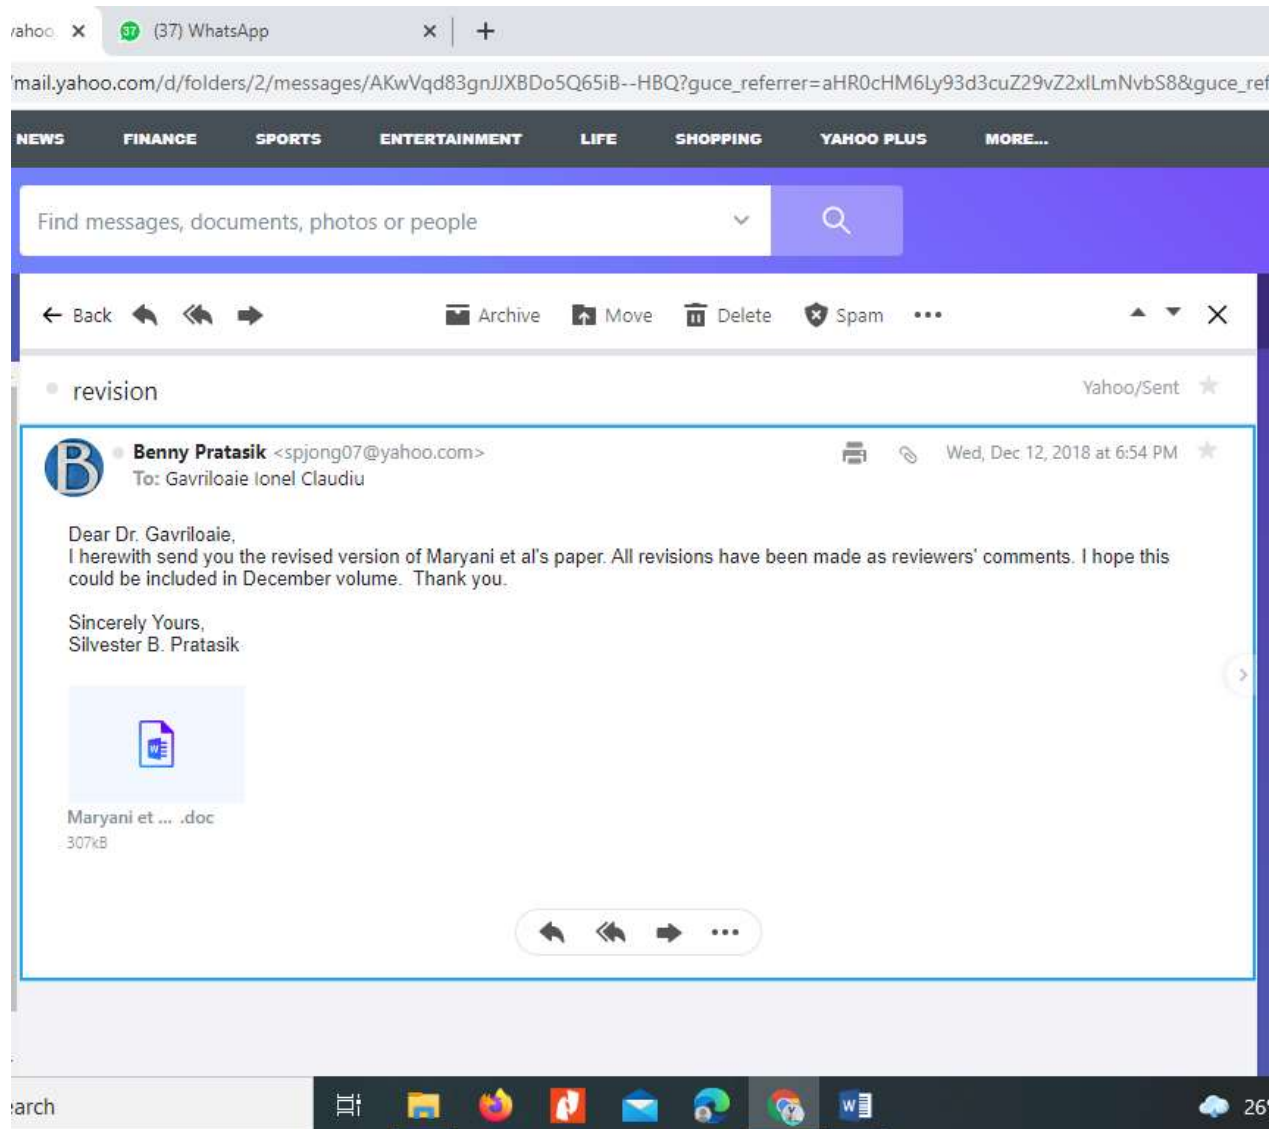 yahoo
37 (37) WhatsApp
mail.yahoo.com/d/folders/2/messages/AKwVqd83gnJJXBDo5Q65iB--HBQ?guce_referrer=aHR0cHM6Ly93d3cuZ29vZ2xlLmNvbS8&guce_ref
NEWS FINANCE SPORTS ENTERTAINMENT LIFE SHOPPING YAHOO PLUS MORE...
Find messages, documents, photos or people
Back Archive Move Delete Spam
revision Yahoo/Sent
B Benny Pratasik <spjong07@yahoo.com> Wed, Dec 12, 2018 at 6:54 PM
To: Gavriloaie Ionel Claudiu
Dear Dr. Gavriloaie,
I herewith send you the revised version of Maryani et al's paper. All revisions have been made as reviewers' comments. I hope this
could be included in December volume. Thank you.
Sincerely Yours,
Silvester B. Pratasik
W
Maryani et ... .doc
307kB
earch W 26°